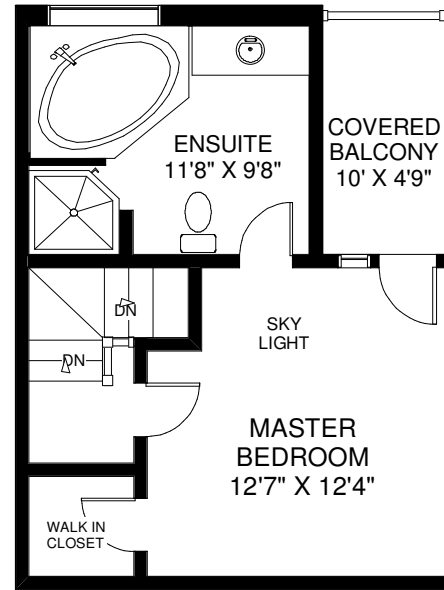 ENSUITE
11'8" X 9'8"
COVERED
BALCONY
10' X 4'9"
DN
DN
SKY
LIGHT
MASTER
BEDROOM
12'7" X 12'4"
WALK IN
CLOSET